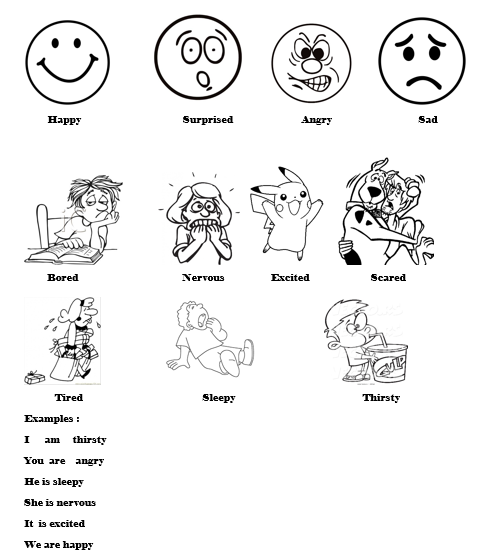 Happy Surprised Angry Sad
Bored Nervous Excited Scared
Tired Sleepy Thirsty
Examples :
I am thirsty
You are angry
He is sleepy
She is nervous
It is excited
We are happy